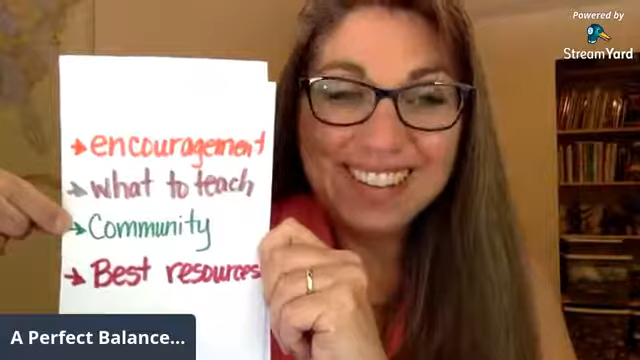 Powered by
StreamYard
→ encouragement
→ what to teach
→ Community
→ Best resources
A Perfect Balance...